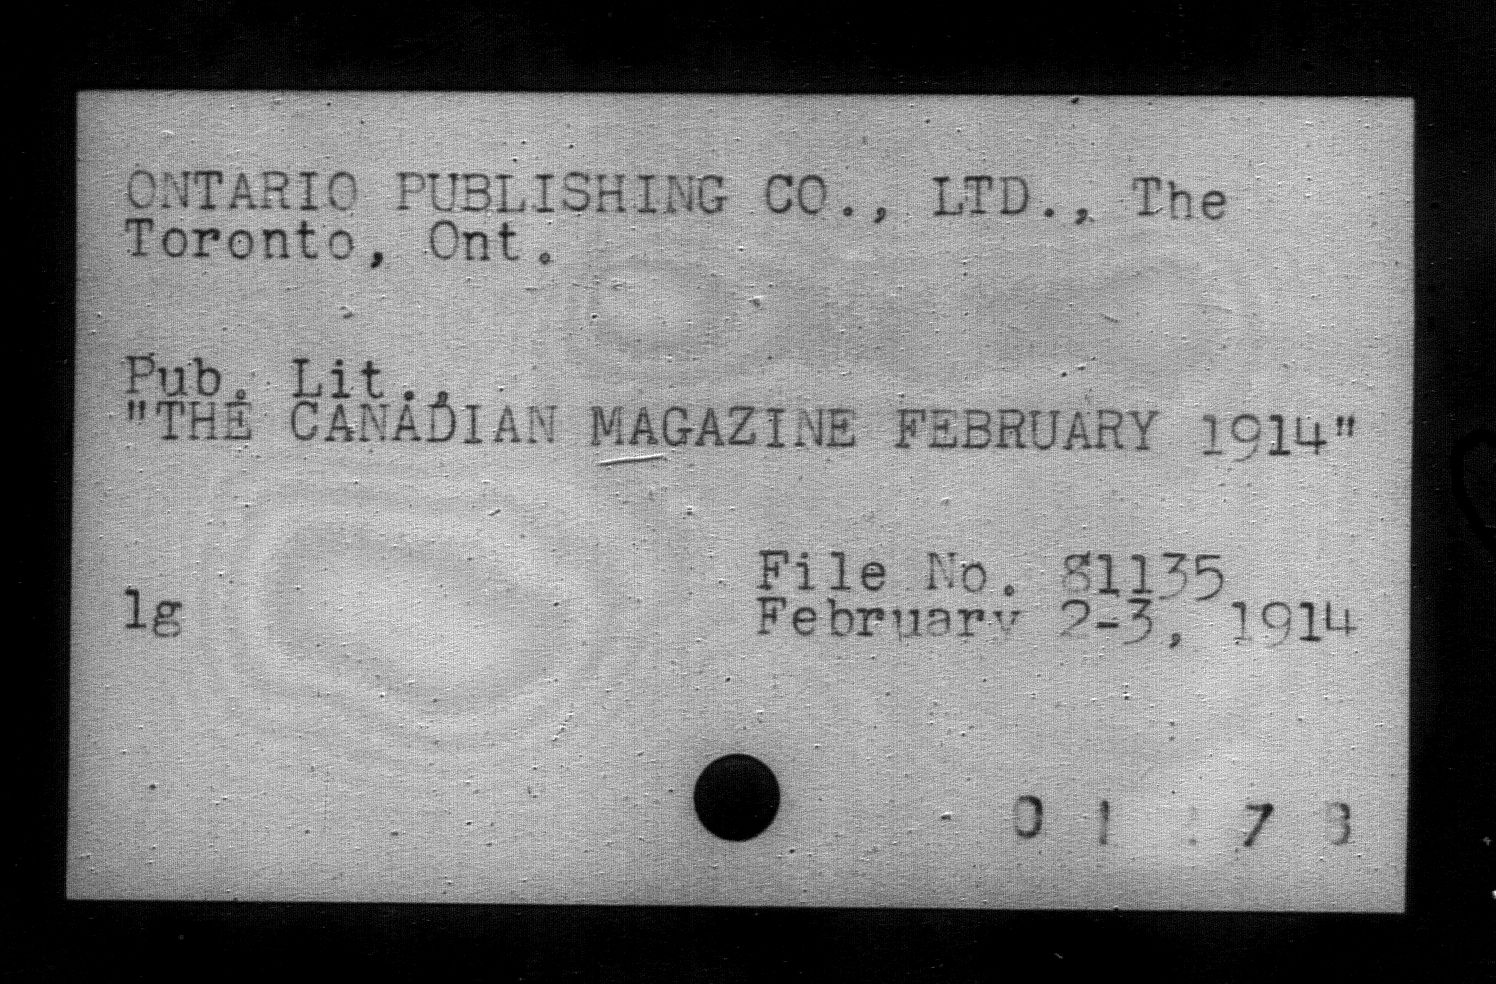 ONTARIO PUBLISHING CO., LTD., The
Toronto, Ont.
Pub. Lit.,
"THE CANADIAN MAGAZINE FEBRUARY 1914"
File No. 81135
lg
February 2-3, 1914